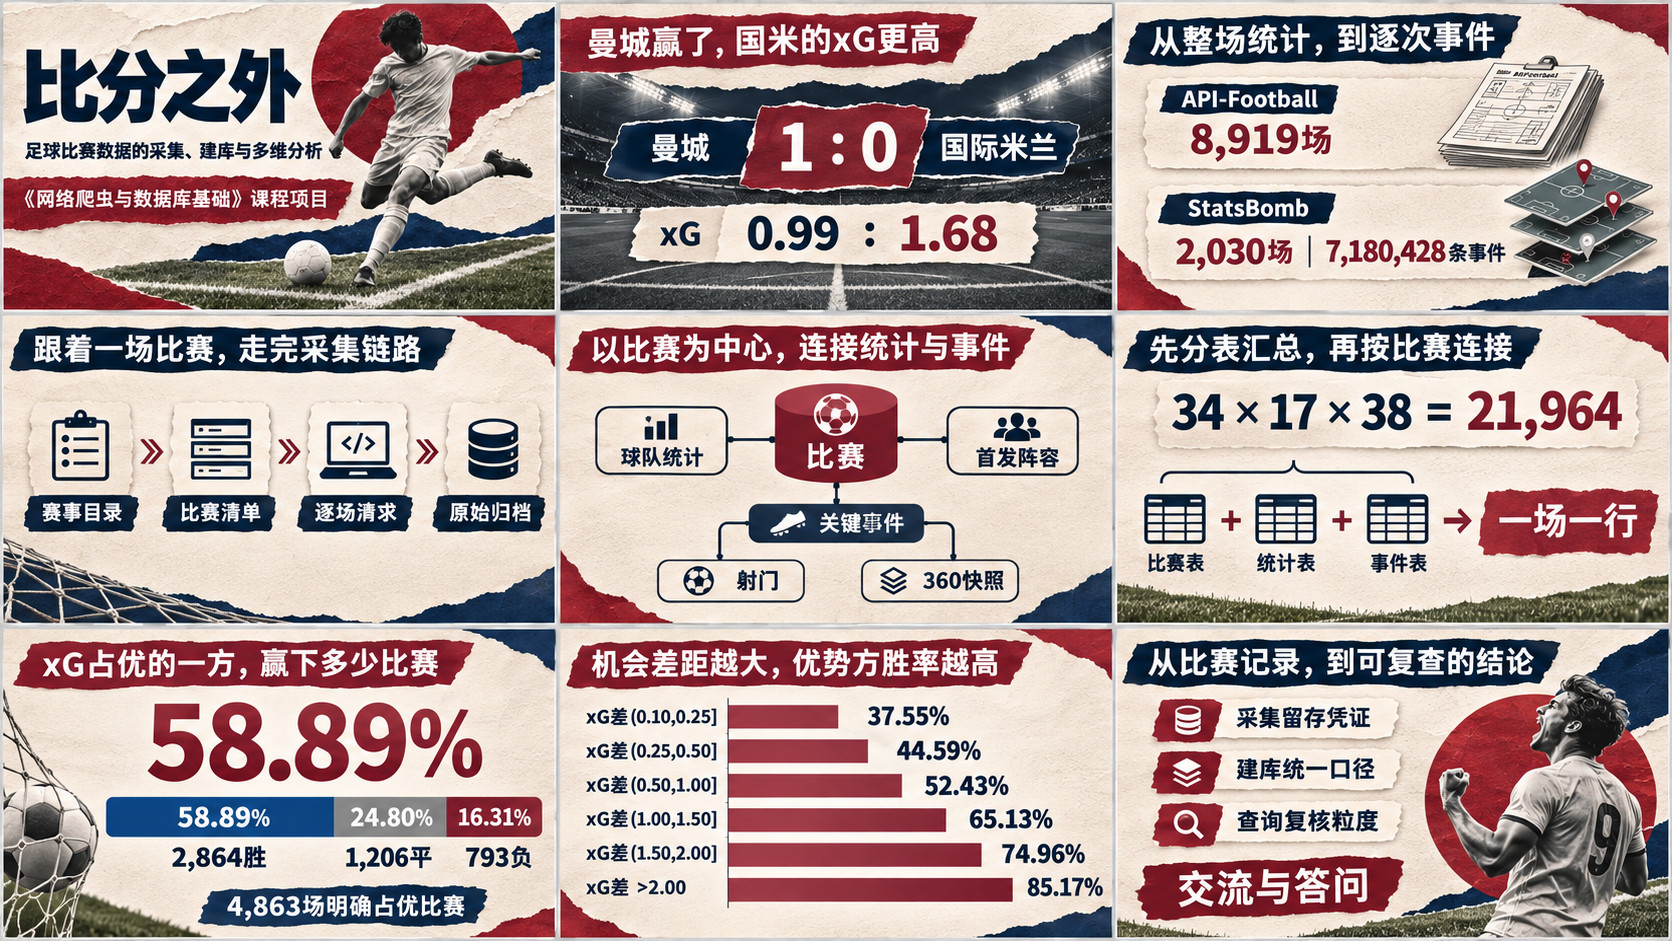 比分之外
足球比赛数据的采集、建库与多维分析
《网络爬虫与数据库基础》课程项目
曼城赢了，国米的xG更高
曼城
1:0
国际米兰
xG
0.99 : 1.68
从整场统计，到逐次事件
API-Football
8,919场
StatsBomb
2,030场 | 7,180,428条事件
跟着一场比赛，走完采集链路
赛事目录
比赛清单
逐场请求
原始归档
以比赛为中心，连接统计与事件
球队统计
比赛
首发阵容
关键事件
射门
360快照
先分表汇总，再按比赛连接
34 × 17 × 38 = 21,964
比赛表
+
统计表
+
事件表
一场一行
xG占优的一方，赢下多少比赛
58.89%
58.89%
24.80%
16.31%
2,864胜
1,206平
793负
4,863场明确占优比赛
机会差距越大，优势方胜率越高
xG差 (0.10,0.25] 37.55%
xG差 (0.25,0.50] 44.59%
xG差 (0.50,1.00] 52.43%
xG差 (1.00,1.50] 65.13%
xG差 (1.50,2.00] 74.96%
xG差 >2.00 85.17%
从比赛记录，到可复查的结论
采集留存凭证
建库统一口径
查询复核粒度
交流与答问
9